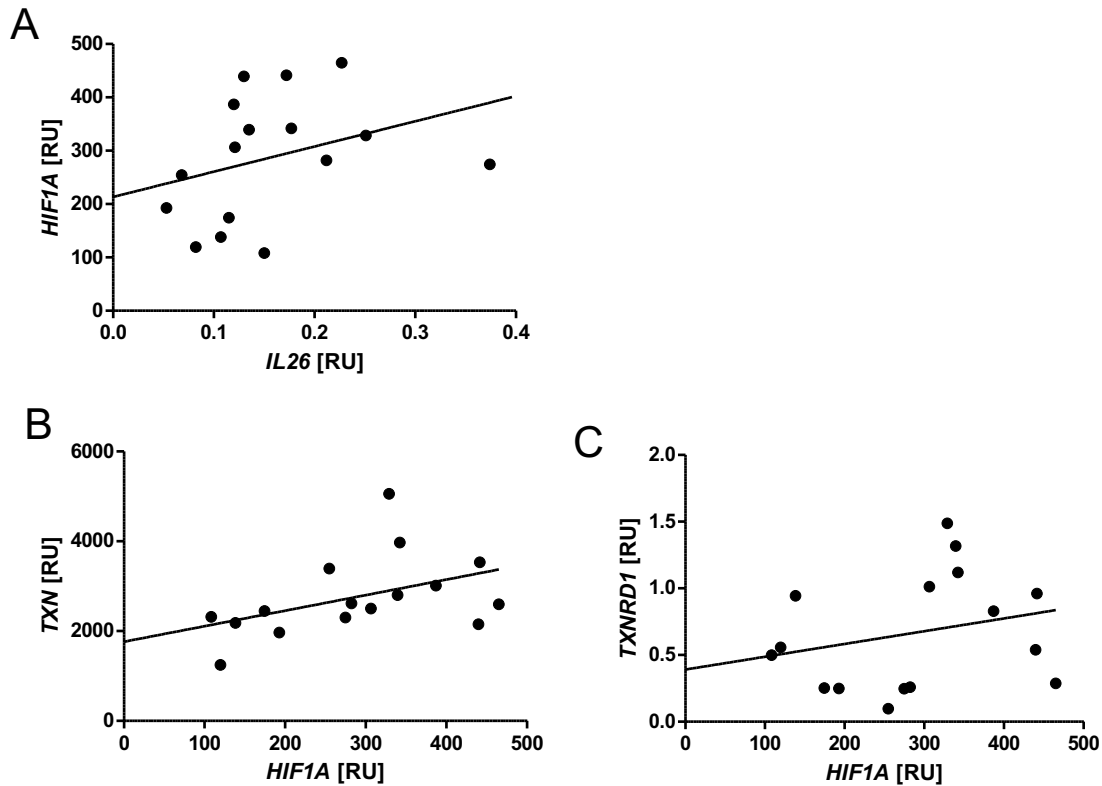 A
500
400
300
200
100
0
HIF1A [RU]
0.0 0.1 0.2 0.3 0.4
IL26 [RU]
B
6000
4000
2000
0
TXN [RU]
0 100 200 300 400 500
HIF1A [RU]
C
2.0
1.5
1.0
0.5
0.0
TXNRD1 [RU]
0 100 200 300 400 500
HIF1A [RU]